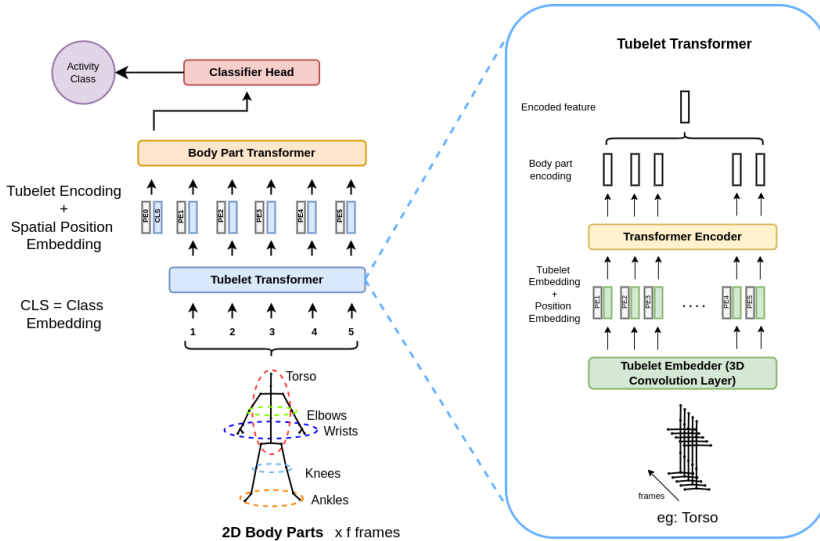 Activity
Class
Classifier Head
Body Part Transformer
Tubelet Encoding
+
Spatial Position
Embedding
PE0
CLS
PE1
PE2
PE3
PE4
PE5
Tubelet Transformer
CLS = Class
Embedding
1
2
3
4
5
Torso
Elbows
Wrists
Knees
Ankles
2D Body Parts x f frames
Tubelet Transformer
Encoded feature
Body part
encoding
Transformer Encoder
Tubelet
Embedding
+
Position
Embedding
PE1
PE2
PE3
. . . .
PE4
PE5
Tubelet Embedder (3D
Convolution Layer)
frames
eg: Torso